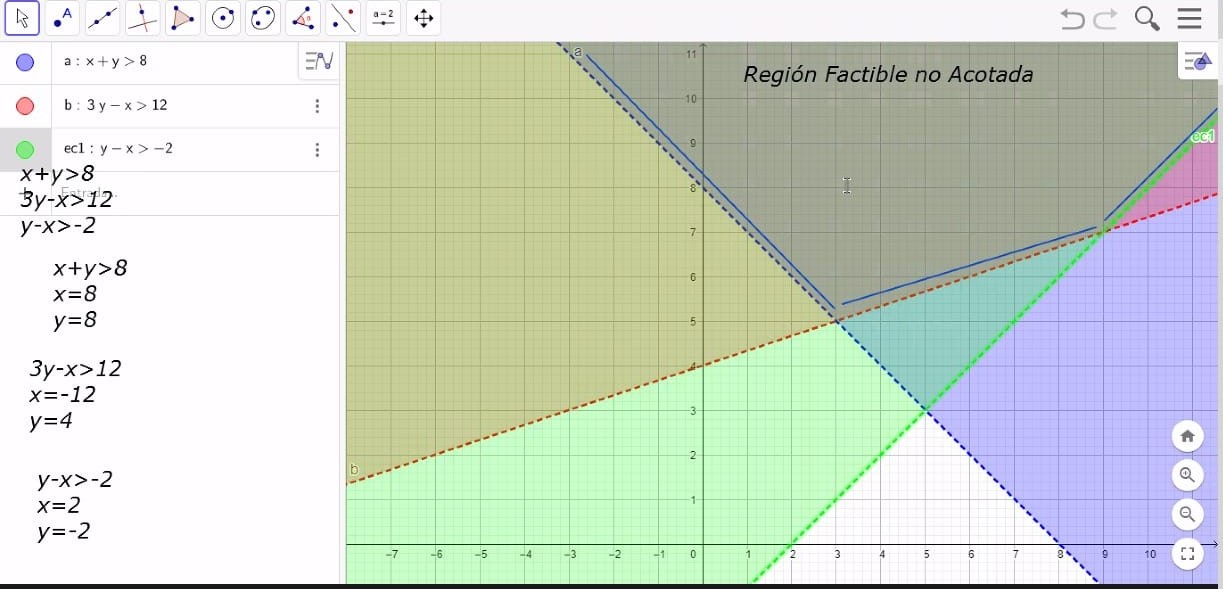 a = 2
a : x + y > 8
b : 3 y − x > 12
ec1 : y − x > −2
Entrada...
x+y>8
3y-x>12
y-x>-2
x+y>8
x=8
y=8
3y-x>12
x=-12
y=4
y-x>-2
x=2
y=-2
Región Factible no Acotada
a
ec1
b
11
10
9
8
7
6
5
4
3
2
1
−7 −6 −5 −4 −3 −2 −1 0 1 2 3 4 5 6 7 8 9 10